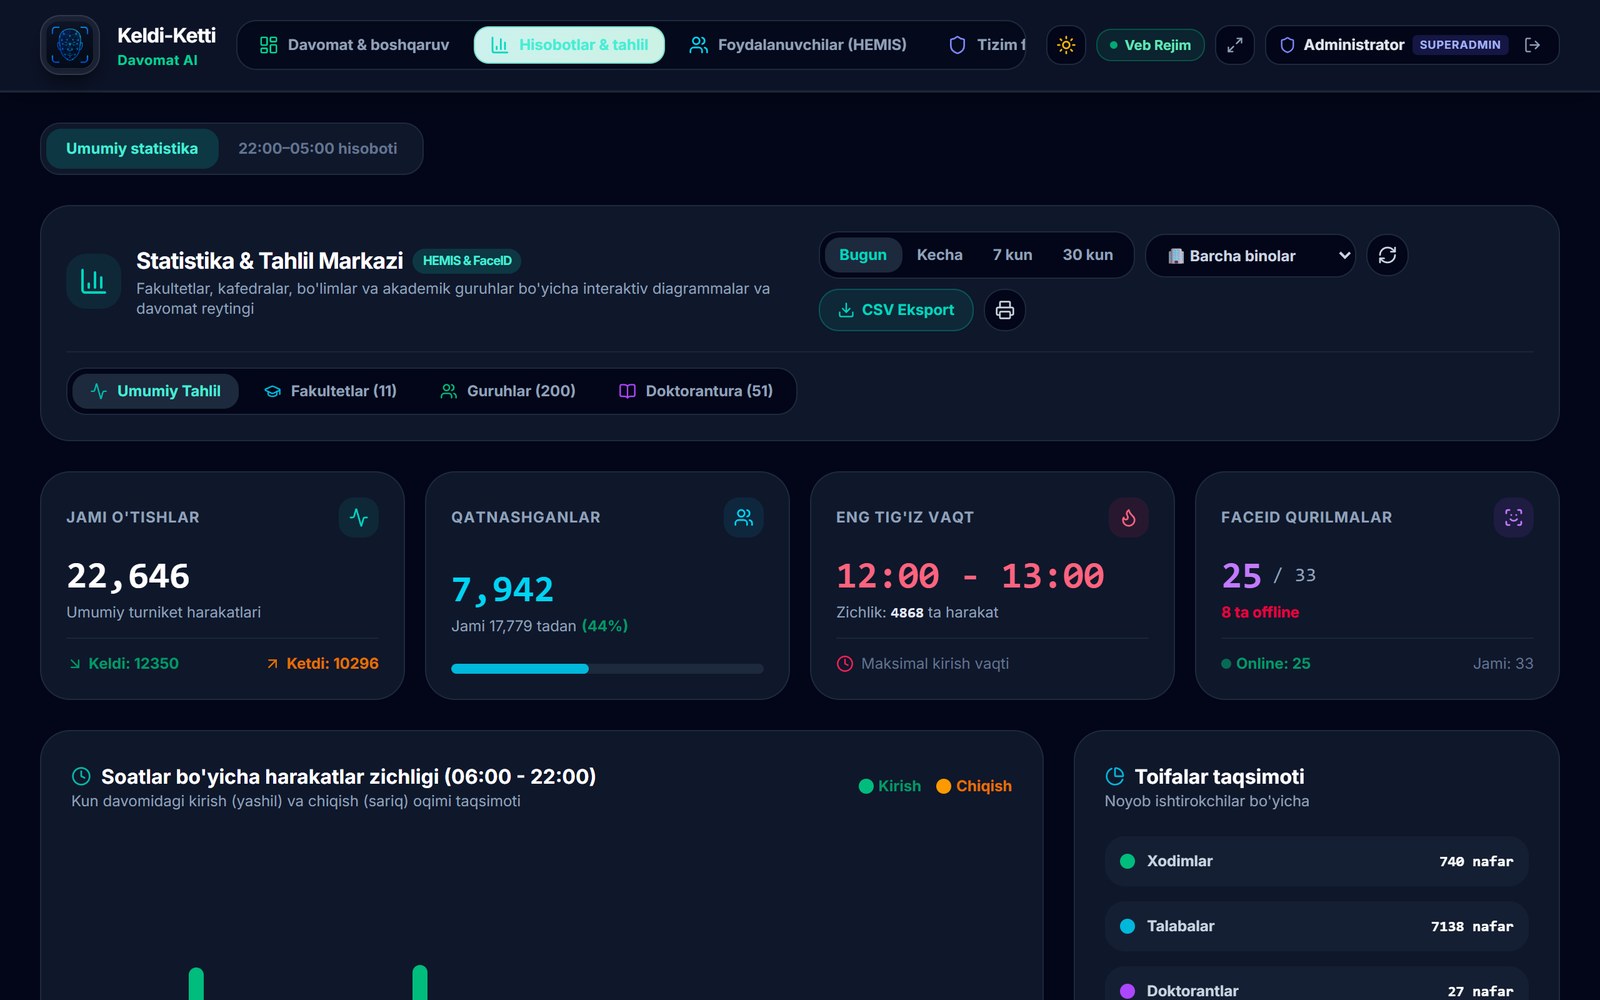 Keldi-Ketti
Davomat AI
Davomat & boshqaruv
Hisobotlar & tahlil
Foydalanuvchilar (HEMIS)
Tizim
Veb Rejim
Administrator
SUPERADMIN
Umumiy statistika
22:00–05:00 hisoboti
Statistika & Tahlil Markazi
HEMIS & FaceID
Fakultetlar, kafedralar, bo'limlar va akademik guruhlar bo'yicha interaktiv diagrammalar va
davomat reytingi
Bugun
Kecha
7 kun
30 kun
Barcha binolar
CSV Eksport
Umumiy Tahlil
Fakultetlar (11)
Guruhlar (200)
Doktorantura (51)
JAMI O'TISHLAR
22,646
Umumiy turniket harakatlari
Keldi: 12350
Ketdi: 10296
QATNASHGANLAR
7,942
Jami 17,779 tadan (44%)
ENG TIG'IZ VAQT
12:00 - 13:00
Zichlik: 4868 ta harakat
Maksimal kirish vaqti
FACEID QURILMALAR
25 / 33
8 ta offline
Online: 25
Jami: 33
Soatlar bo'yicha harakatlar zichligi (06:00 - 22:00)
Kun davomidagi kirish (yashil) va chiqish (sariq) oqimi taqsimoti
Kirish
Chiqish
Toifalar taqsimoti
Noyob ishtirokchilar bo'yicha
Xodimlar
740 nafar
Talabalar
7138 nafar
Doktorantlar
27 nafar